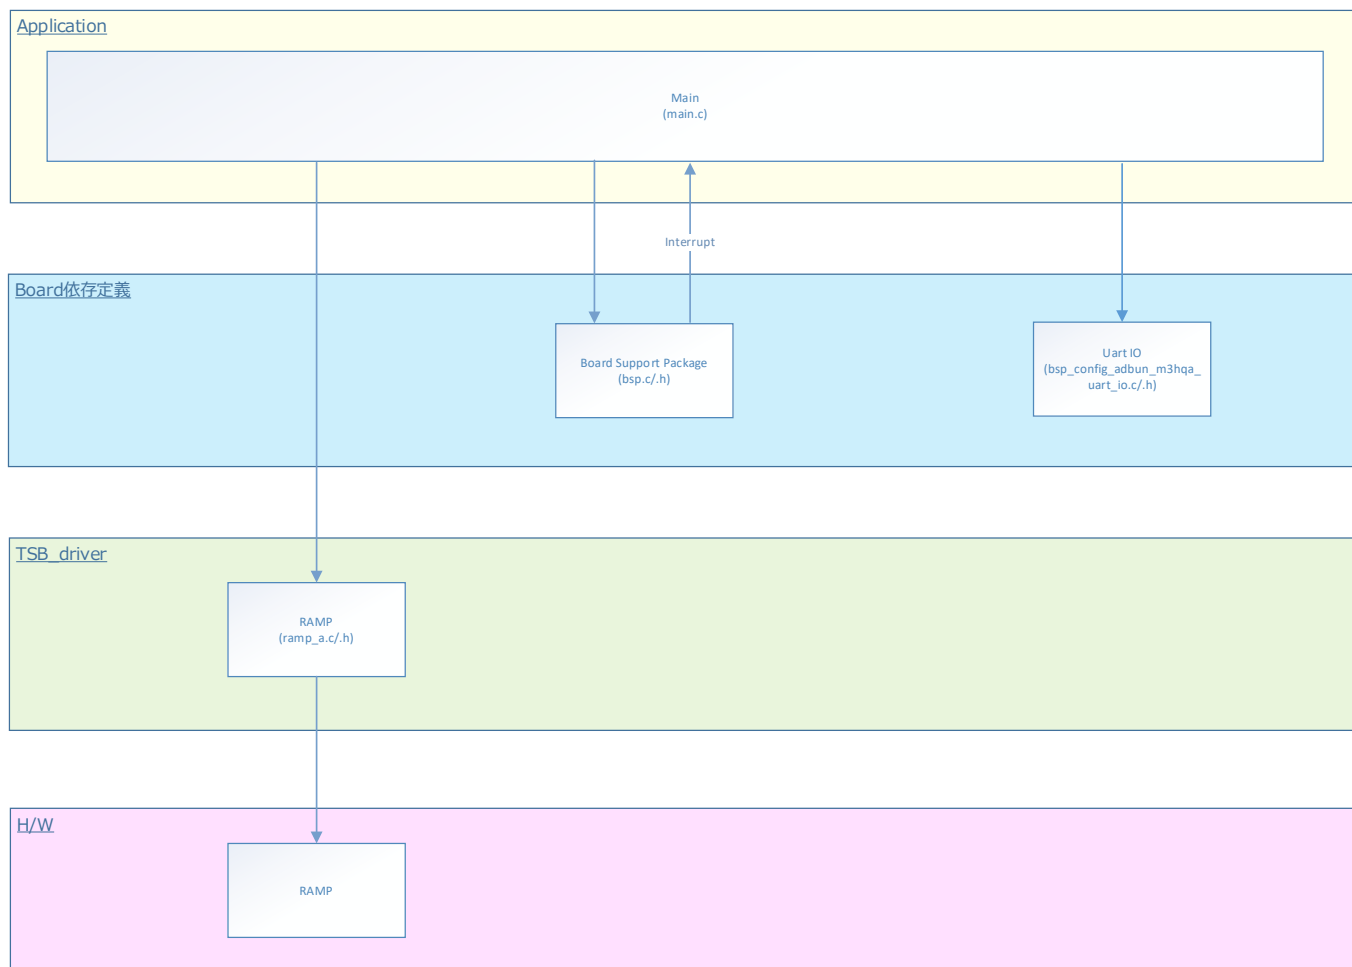 Application
Main
(main.c)
Interrupt
Board依存定義
Board Support Package
(bsp.c/.h)
Uart IO
(bsp_config_adbun_m3hqa_
uart_io.c/.h)
TSB_driver
RAMP
(ramp_a.c/.h)
H/W
RAMP